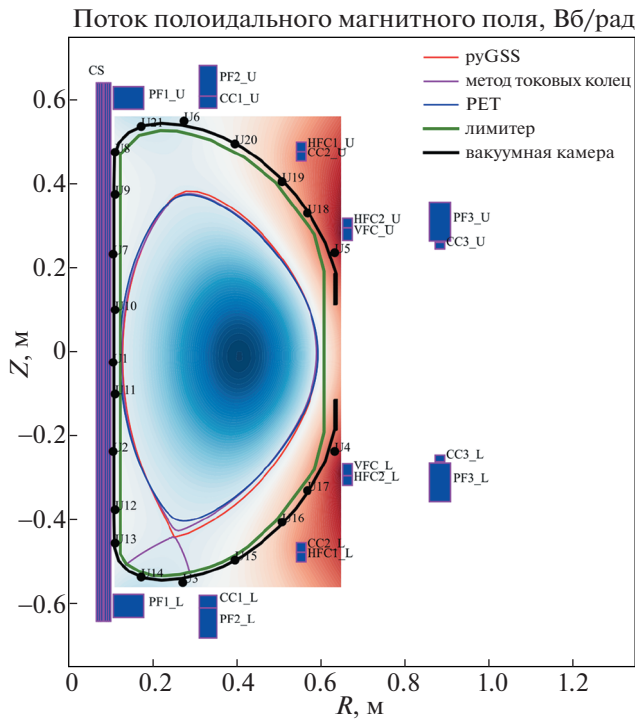 Поток полоидального магнитного поля, Вб/рад
CS
PF1_U
PF2_U
CC1_U
pyGSS
метод токовых колец
PET
лимитер
вакуумная камера
0.6
U21
U6
U20
U8
HFC1_U
CC2_U
U19
0.4
U9
U18
HFC2_U
VFC_U
PF3_U
CC3_U
0.2
U7
U5
U10
Z, м
0
U1
U11
−0.2
U2
U4
VFC_L
HFC2_L
CC3_L
PF3_L
U17
−0.4
U12
U16
U13
CC2_L
HFC1_L
U15
U14
U3
−0.6
PF1_L
CC1_L
PF2_L
0
0.2
0.4
0.6
0.8
1.0
1.2
R, м